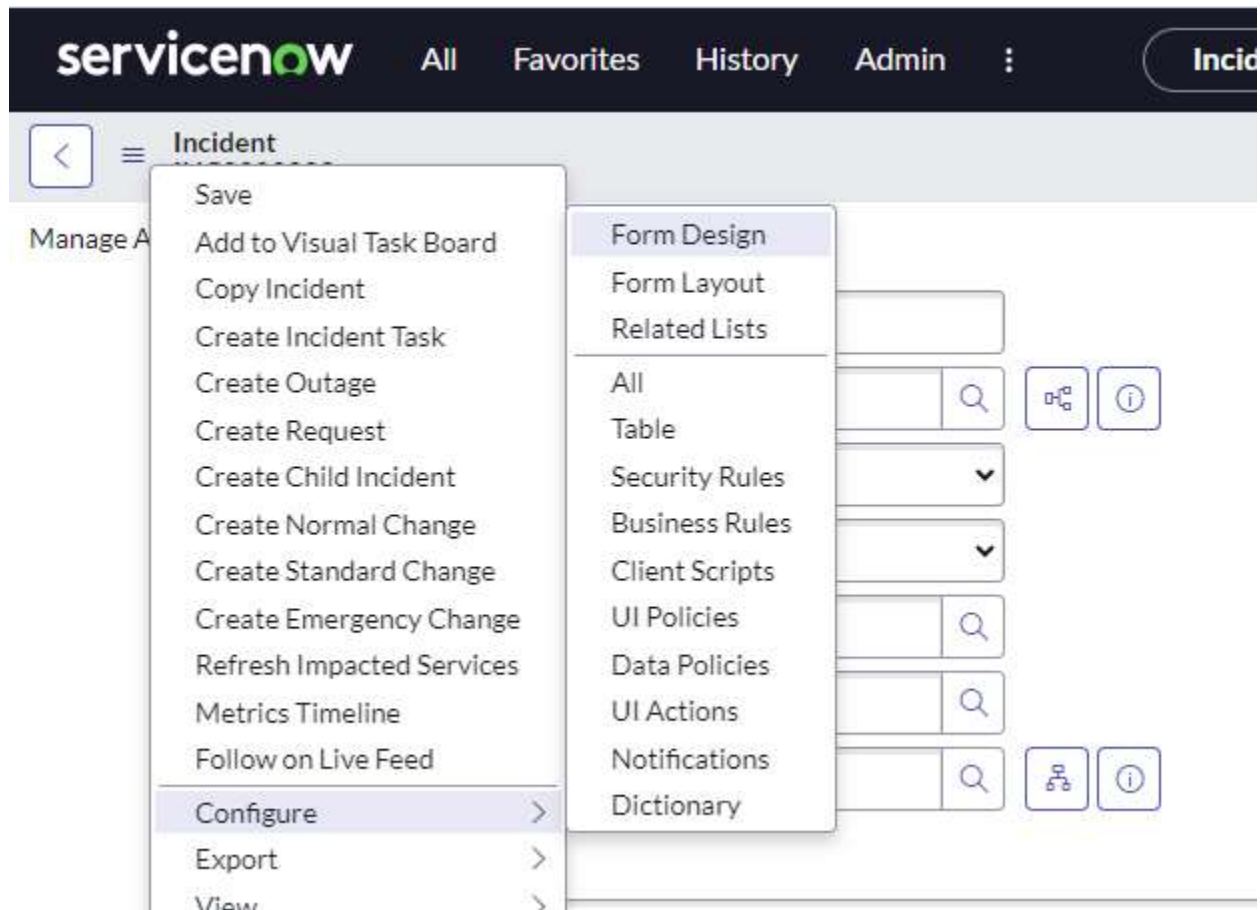 servicenow All Favorites History Admin Incid
Incident
Manage A
Save
Add to Visual Task Board
Copy Incident
Create Incident Task
Create Outage
Create Request
Create Child Incident
Create Normal Change
Create Standard Change
Create Emergency Change
Refresh Impacted Services
Metrics Timeline
Follow on Live Feed
Configure
Export
View
Form Design
Form Layout
Related Lists
All
Table
Security Rules
Business Rules
Client Scripts
UI Policies
Data Policies
UI Actions
Notifications
Dictionary